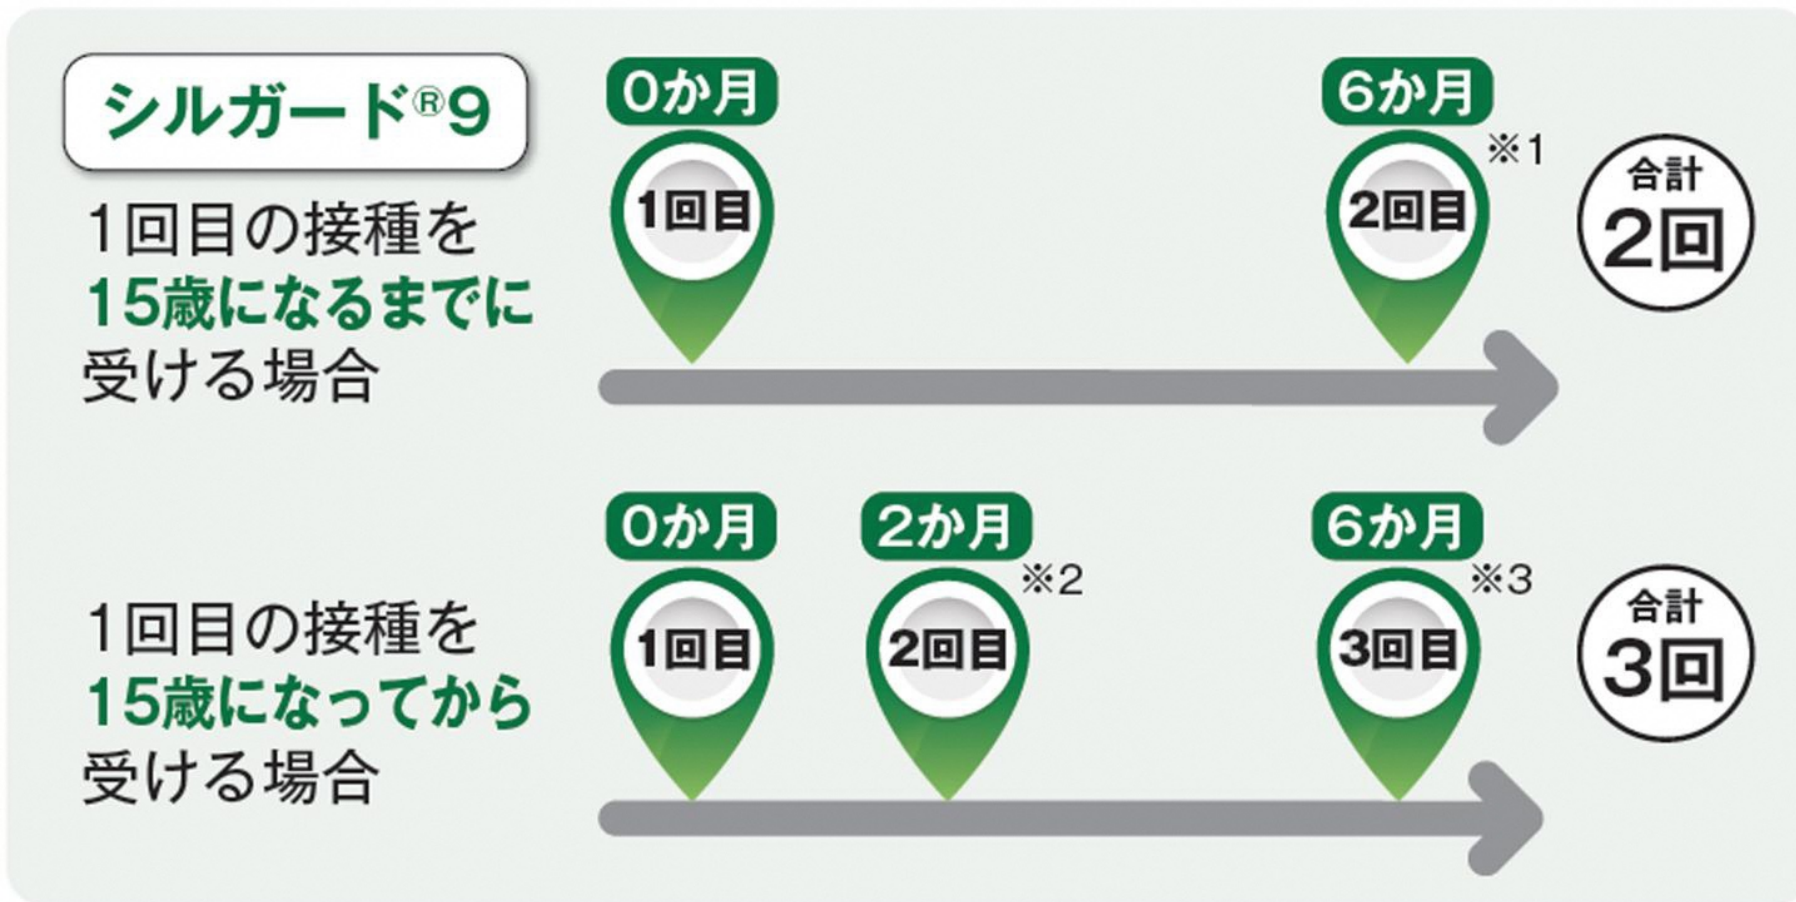 シルガード®9
1回目の接種を
15歳になるまでに
受ける場合
0か月
1回目
6か月
※1
2回目
合計
2回
1回目の接種を
15歳になってから
受ける場合
0か月
1回目
2か月
※2
2回目
6か月
※3
3回目
合計
3回